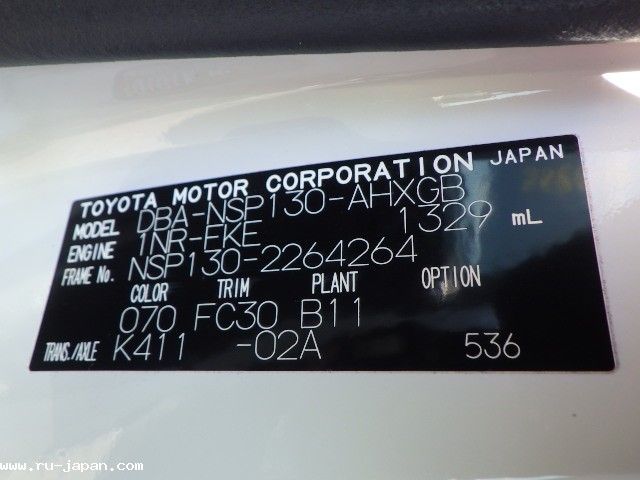 TOYOTA MOTOR CORPORATION JAPAN
MODEL DBA-NSP130-AHXGB
ENGINE 1NR-FKE 1329 mL
FRAME No. NSP130-2264264
COLOR TRIM PLANT OPTION
070 FC30 B11
TRANS./AXLE K411 -02A 536
www.ru-japan.com